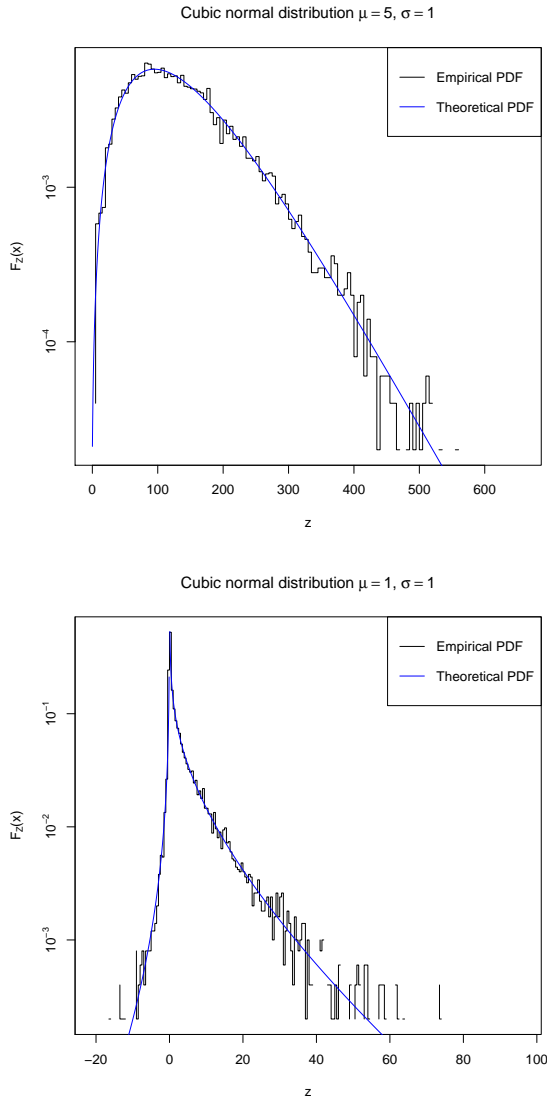 Cubic normal distribution μ = 5, σ = 1
Empirical PDF
Theoretical PDF
10⁻³
10⁻⁴
F_Z(x)
0 100 200 300 400 500 600
z
Cubic normal distribution μ = 1, σ = 1
Empirical PDF
Theoretical PDF
10⁻¹
10⁻²
10⁻³
F_Z(x)
−20 0 20 40 60 80 100
z